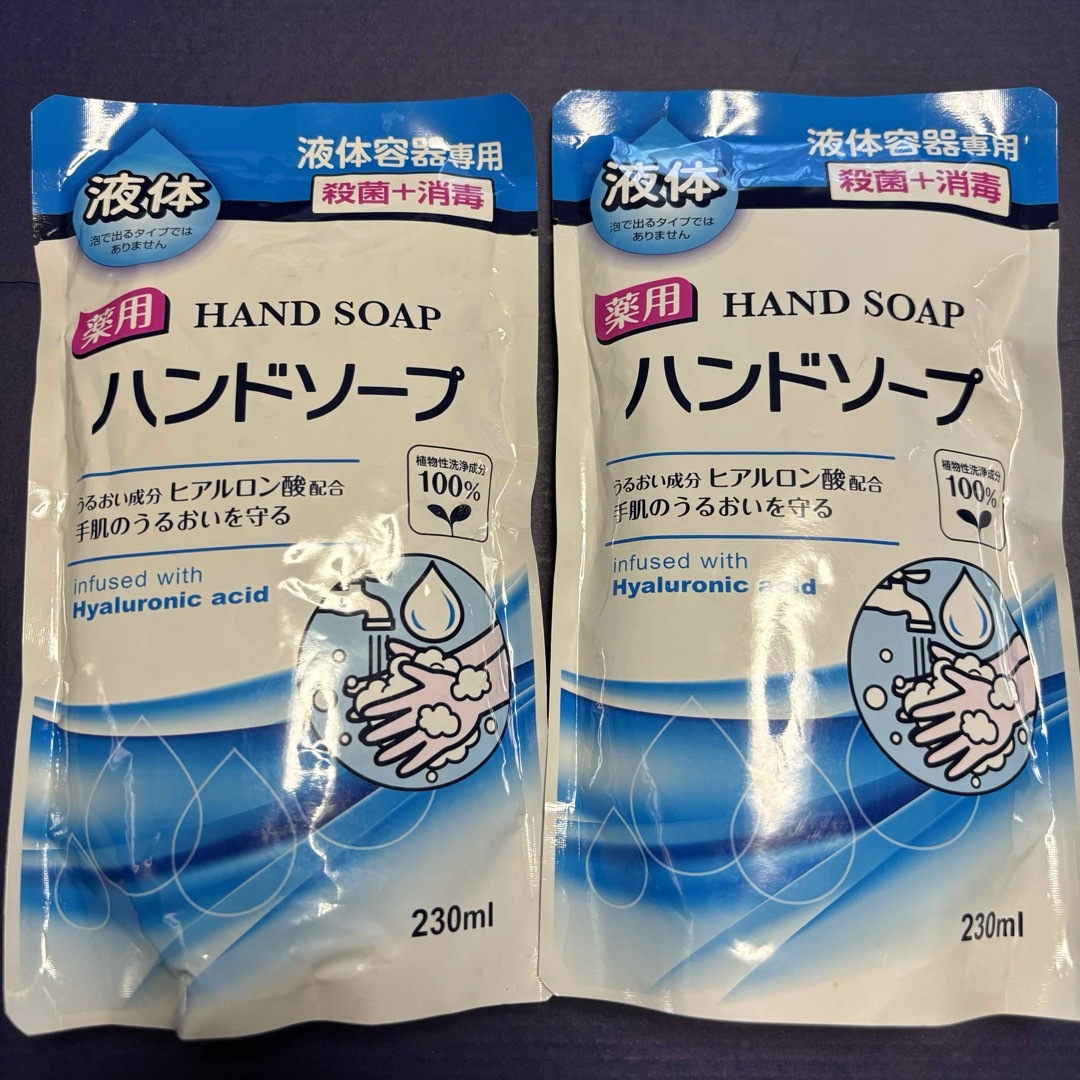 液体
泡で出るタイプでは
ありません
液体容器専用
殺菌+消毒
薬用
HAND SOAP
ハンドソープ
うるおい成分 ヒアルロン酸配合
手肌のうるおいを守る
植物性洗浄成分
100%
infused with
Hyaluronic acid
230ml
液体
泡で出るタイプでは
ありません
液体容器専用
殺菌+消毒
薬用
HAND SOAP
ハンドソープ
うるおい成分 ヒアルロン酸配合
手肌のうるおいを守る
植物性洗浄成分
100%
infused with
Hyaluronic acid
230ml